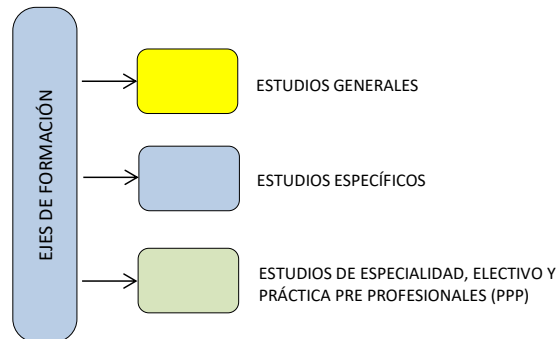 EJES DE FORMACIÓN
ESTUDIOS GENERALES
ESTUDIOS ESPECÍFICOS
ESTUDIOS DE ESPECIALIDAD, ELECTIVO Y
PRÁCTICA PRE PROFESIONALES (PPP)